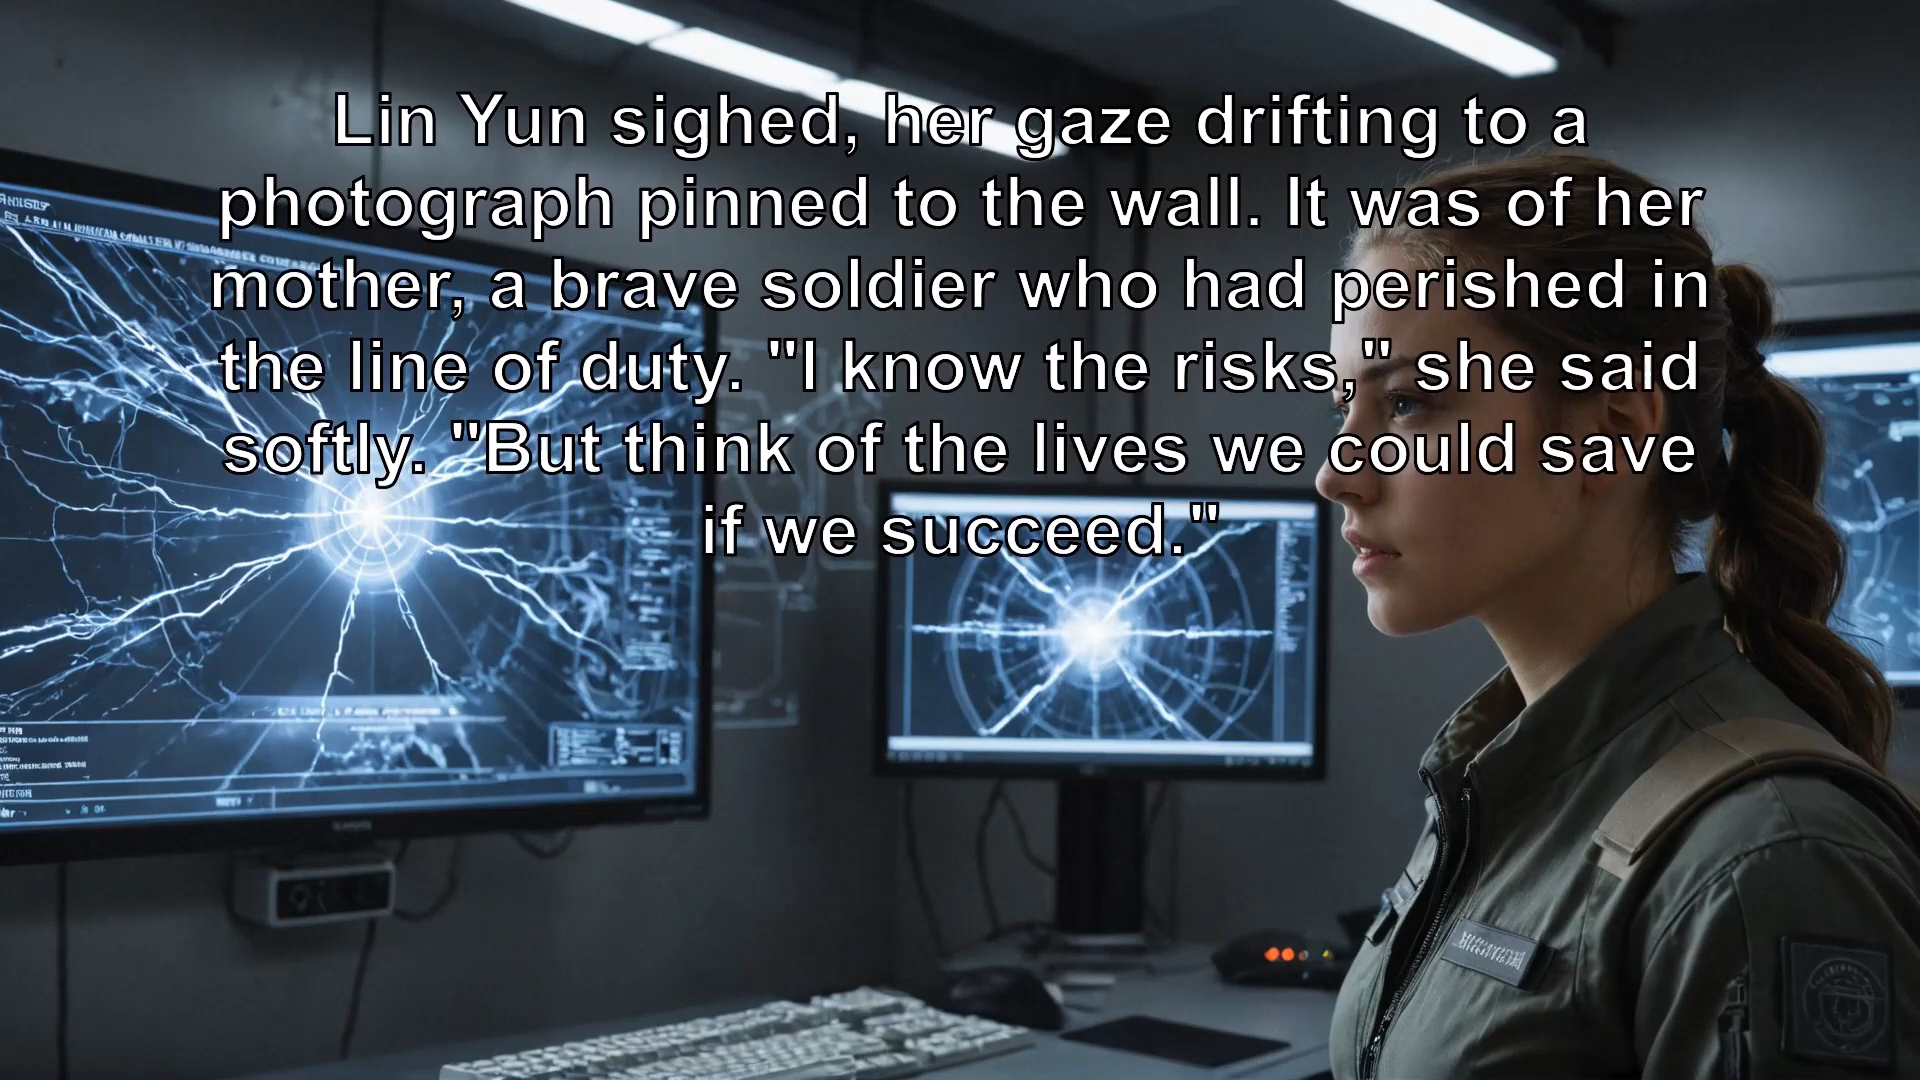 Lin Yun sighed, her gaze drifting to a
photograph pinned to the wall. It was of her
mother, a brave soldier who had perished in
the line of duty. "I know the risks," she said
softly. "But think of the lives we could save
if we succeed."